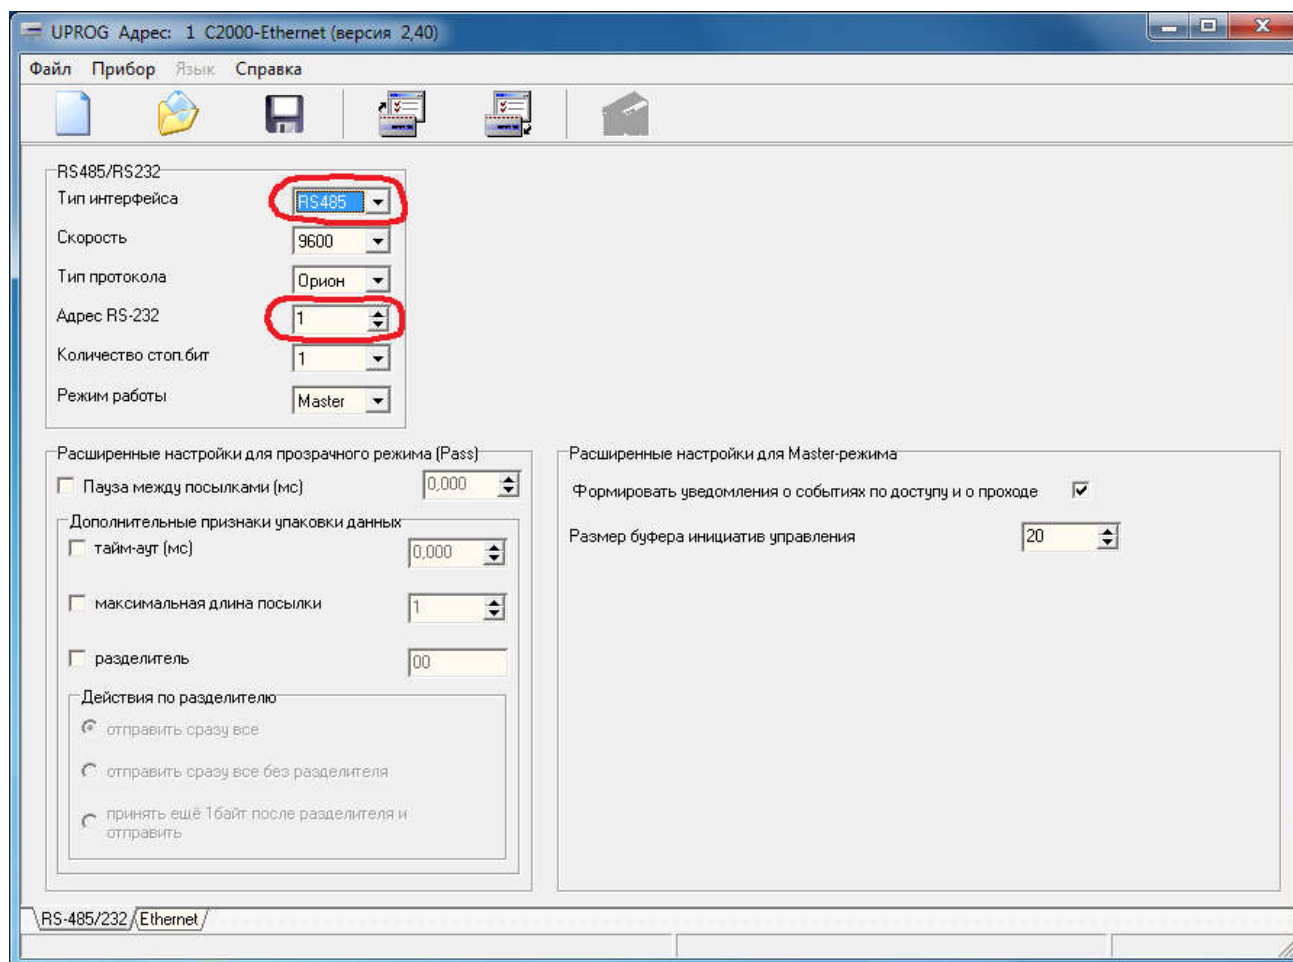 UPROG Адрес: 1 C2000-Ethernet (версия 2,40)
Файл Прибор Язык Справка
RS485/RS232
Тип интерфейса RS485
Скорость 9600
Тип протокола Орион
Адрес RS-232 1
Количество стоп.бит 1
Режим работы Master
Расширенные настройки для прозрачного режима (Pass)
Пауза между посылками (мс) 0,000
Дополнительные признаки упаковки данных
тайм-аут (мс) 0,000
максимальная длина посылки 1
разделитель 00
Действия по разделителю
отправить сразу все
отправить сразу все без разделителя
принять ещё 1байт после разделителя и
отправить
Расширенные настройки для Master-режима
Формировать уведомления о событиях по доступу и о проходе
Размер буфера инициатив управления 20
RS-485/232 Ethernet